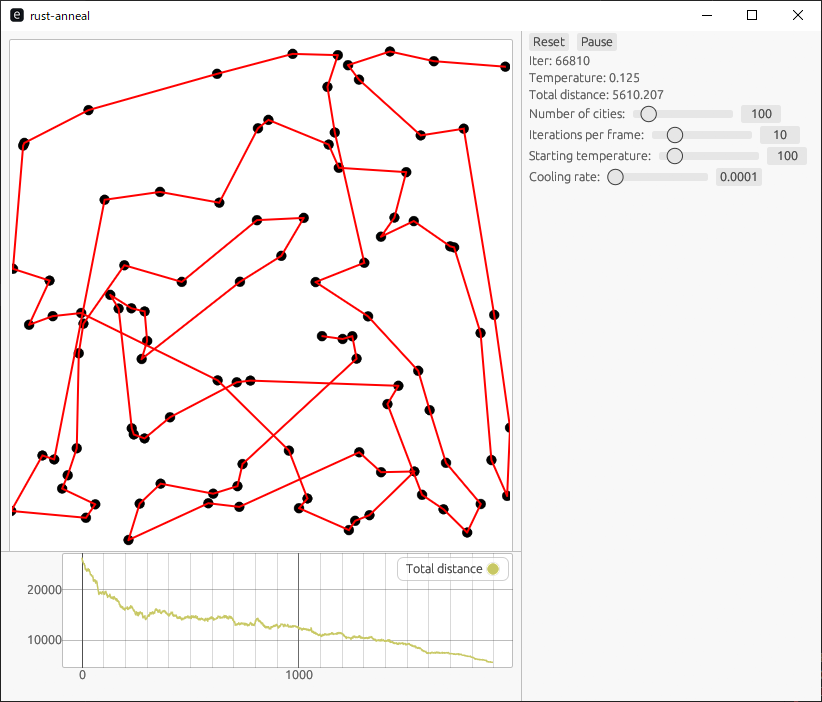 e rust-anneal
Reset Pause
Iter: 66810
Temperature: 0.125
Total distance: 5610.207
Number of cities: 100
Iterations per frame: 10
Starting temperature: 100
Cooling rate: 0.0001
Total distance
20000
10000
0 1000